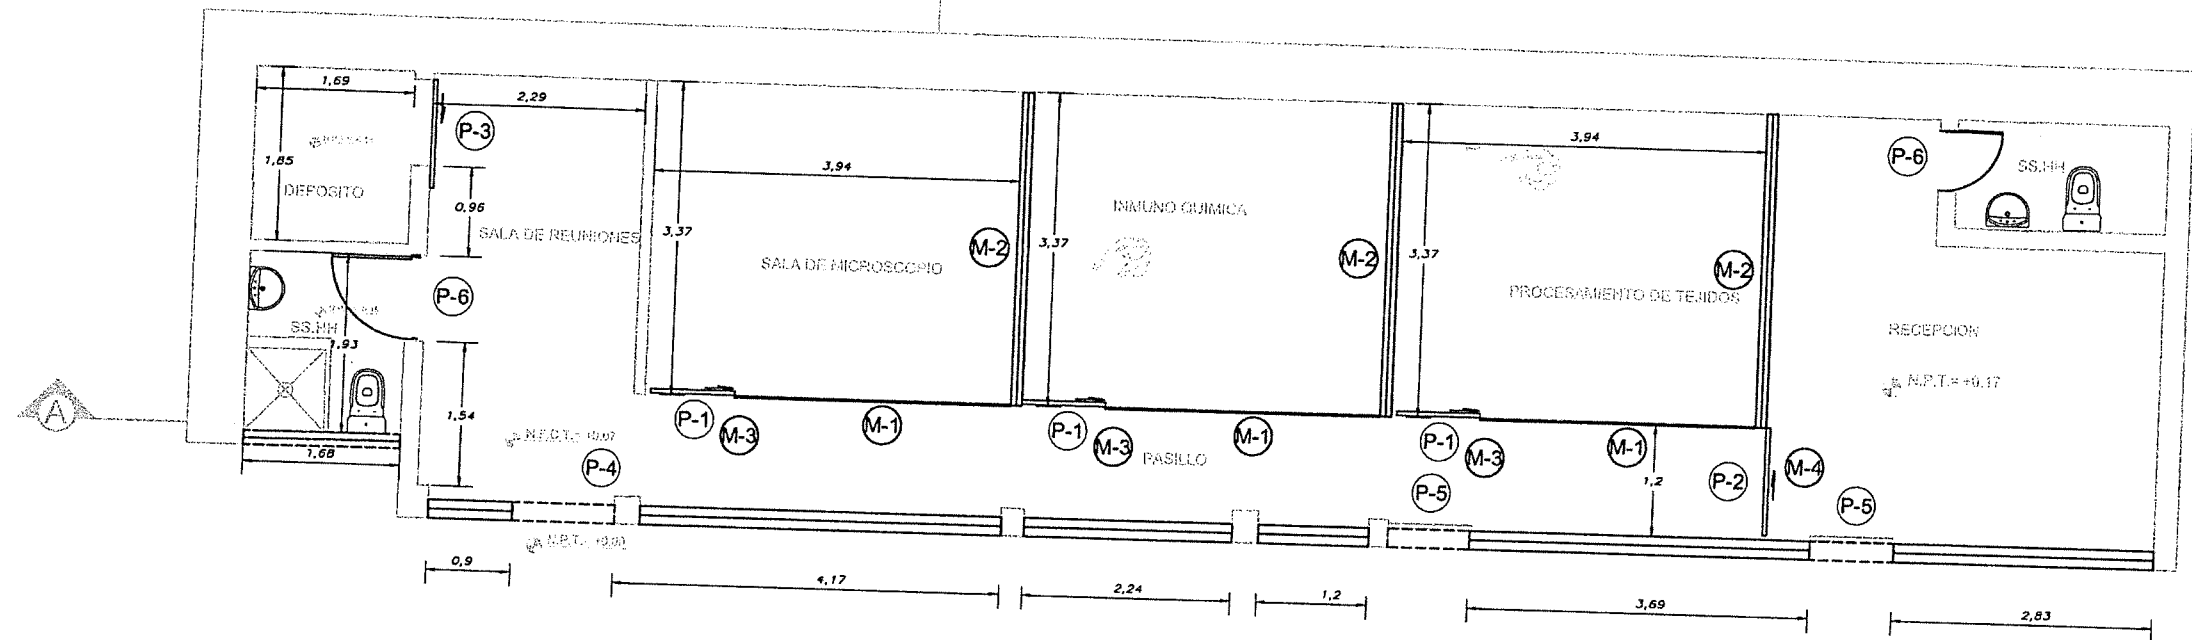 1,69
2,29
P-3
1,85
DEPOSITO
0,96
SALA DE REUNIONES
P-6
SS.HH
1,93
1,54
1,68
A
3,37
3,94
SALA DE MICROSCOPIO
M-2
P-1
M-3
M-1
3,37
INMUNO QUIMICA
M-2
P-1
M-3
M-1
PASILLO
3,37
3,94
PROCESAMIENTO DE TEJIDOS
M-2
P-1
M-3
M-1
P-4
P-5
1,2
P-2
M-4
P-5
P-6
SS.HH
RECEPCION
N.P.T.= +0.17
0,9
4,17
2,24
1,2
3,69
2,83